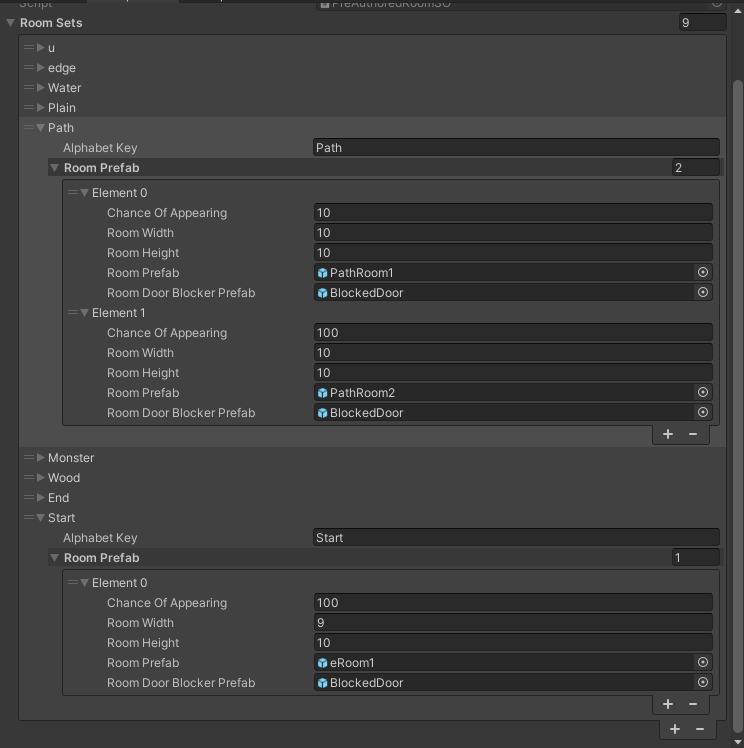 Script PreAuthoredRoomSO
Room Sets 9
u
edge
Water
Plain
Path
Alphabet Key Path
Room Prefab 2
Element 0
Chance Of Appearing 10
Room Width 10
Room Height 10
Room Prefab PathRoom1
Room Door Blocker Prefab BlockedDoor
Element 1
Chance Of Appearing 100
Room Width 10
Room Height 10
Room Prefab PathRoom2
Room Door Blocker Prefab BlockedDoor
+ −
Monster
Wood
End
Start
Alphabet Key Start
Room Prefab 1
Element 0
Chance Of Appearing 100
Room Width 9
Room Height 10
Room Prefab eRoom1
Room Door Blocker Prefab BlockedDoor
+ −
+ −